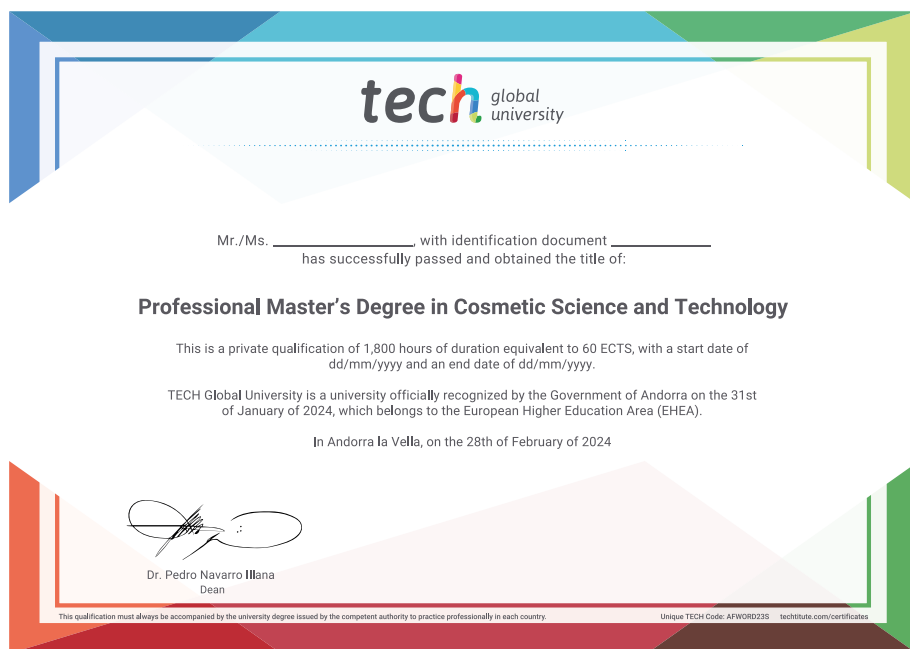 tech global
university
Mr./Ms. ____________________, with identification document ______________
has successfully passed and obtained the title of:
Professional Master's Degree in Cosmetic Science and Technology
This is a private qualification of 1,800 hours of duration equivalent to 60 ECTS, with a start date of
dd/mm/yyyy and an end date of dd/mm/yyyy.
TECH Global University is a university officially recognized by the Government of Andorra on the 31st
of January of 2024, which belongs to the European Higher Education Area (EHEA).
In Andorra la Vella, on the 28th of February of 2024
Dr. Pedro Navarro Illana
Dean
This qualification must always be accompanied by the university degree issued by the competent authority to practice professionally in each country.
Unique TECH Code: AFWORD23S techtitute.com/certificates